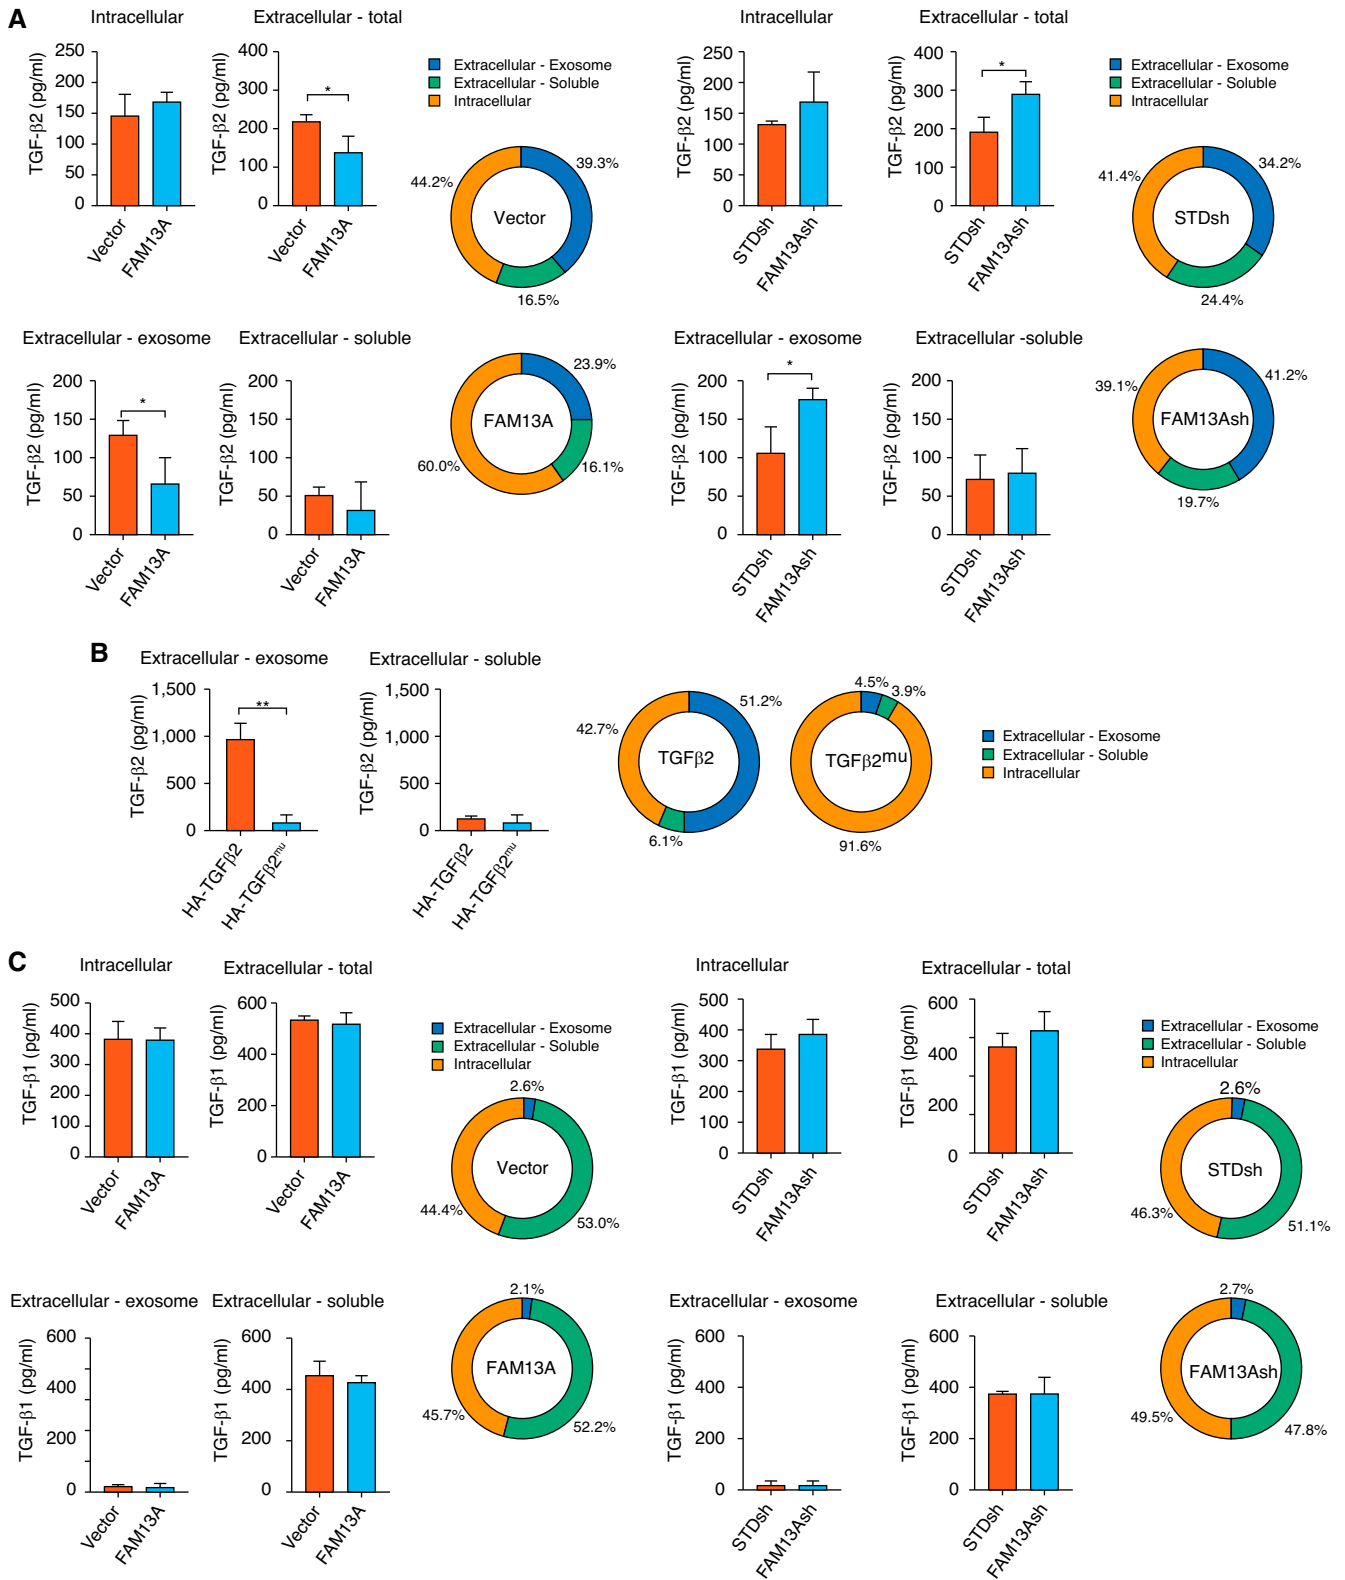 A
Intracellular
Extracellular - total
TGF-β2 (pg/ml)
250
200
150
100
50
0
Vector
FAM13A
TGF-β2 (pg/ml)
400
300
200
100
0
*
Vector
FAM13A
Extracellular - Exosome
Extracellular - Soluble
Intracellular
39.3%
44.2%
Vector
16.5%
Intracellular
Extracellular - total
TGF-β2 (pg/ml)
250
200
150
100
50
0
STDsh
FAM13Ash
TGF-β2 (pg/ml)
400
300
200
100
0
*
STDsh
FAM13Ash
Extracellular - Exosome
Extracellular - Soluble
Intracellular
34.2%
41.4%
STDsh
24.4%
Extracellular - exosome
Extracellular - soluble
TGF-β2 (pg/ml)
200
150
100
50
0
*
Vector
FAM13A
TGF-β2 (pg/ml)
200
150
100
50
0
Vector
FAM13A
23.9%
FAM13A
60.0%
16.1%
Extracellular - exosome
Extracellular -soluble
TGF-β2 (pg/ml)
200
150
100
50
0
*
STDsh
FAM13Ash
TGF-β2 (pg/ml)
200
150
100
50
0
STDsh
FAM13Ash
41.2%
39.1%
FAM13Ash
19.7%
B
Extracellular - exosome
Extracellular - soluble
TGF-β2 (pg/ml)
1,500
1,000
500
0
**
HA-TGFβ2
HA-TGFβ2mu
TGF-β2 (pg/ml)
1,500
1,000
500
0
HA-TGFβ2
HA-TGFβ2mu
51.2%
42.7%
TGFβ2
6.1%
4.5%
3.9%
TGFβ2mu
91.6%
Extracellular - Exosome
Extracellular - Soluble
Intracellular
C
Intracellular
Extracellular - total
TGF-β1 (pg/ml)
500
400
300
200
100
0
Vector
FAM13A
TGF-β1 (pg/ml)
600
400
200
0
Vector
FAM13A
Extracellular - Exosome
Extracellular - Soluble
Intracellular
2.6%
Vector
44.4%
53.0%
Intracellular
Extracellular - total
TGF-β1 (pg/ml)
500
400
300
200
100
0
STDsh
FAM13Ash
TGF-β1 (pg/ml)
600
400
200
0
STDsh
FAM13Ash
Extracellular - Exosome
Extracellular - Soluble
Intracellular
2.6%
STDsh
46.3%
51.1%
Extracellular - exosome
Extracellular - soluble
TGF-β1 (pg/ml)
600
400
200
0
Vector
FAM13A
TGF-β1 (pg/ml)
600
400
200
0
Vector
FAM13A
2.1%
FAM13A
45.7%
52.2%
Extracellular - exosome
Extracellular - soluble
TGF-β1 (pg/ml)
600
400
200
0
STDsh
FAM13Ash
TGF-β1 (pg/ml)
600
400
200
0
STDsh
FAM13Ash
2.7%
FAM13Ash
49.5%
47.8%